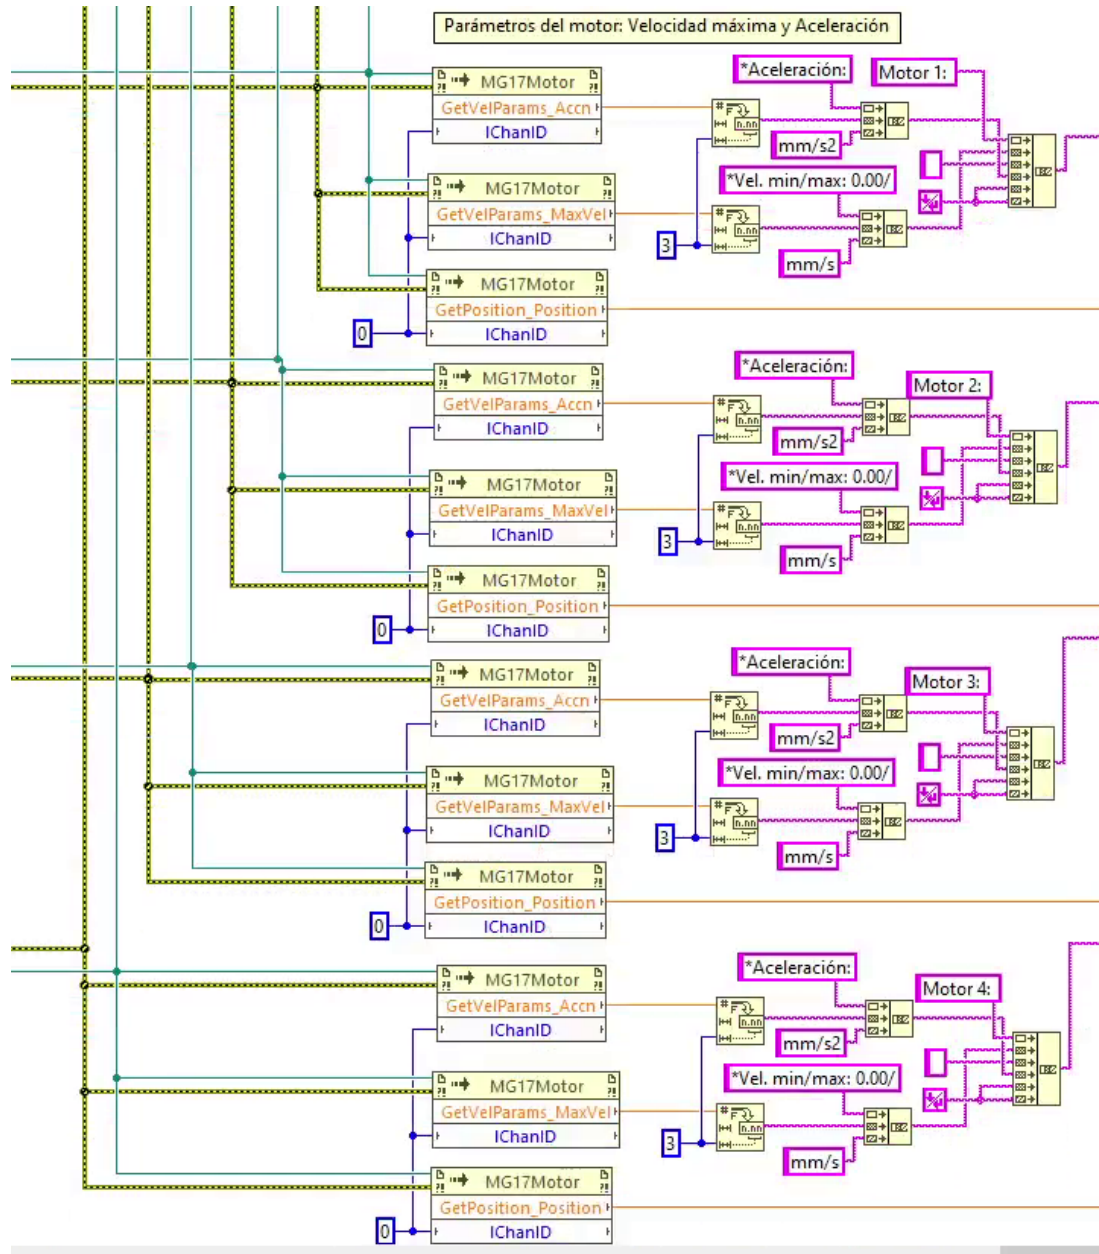 Parámetros del motor: Velocidad máxima y Aceleración
MG17Motor
GetVelParams_Accn
lChanID
*Aceleración:
Motor 1:
mm/s2
MG17Motor
GetVelParams_MaxVel
lChanID
*Vel. min/max: 0.00/
3
mm/s
MG17Motor
GetPosition_Position
0
lChanID
MG17Motor
GetVelParams_Accn
lChanID
*Aceleración:
Motor 2:
mm/s2
MG17Motor
GetVelParams_MaxVel
lChanID
*Vel. min/max: 0.00/
3
mm/s
MG17Motor
GetPosition_Position
0
lChanID
MG17Motor
GetVelParams_Accn
lChanID
*Aceleración:
Motor 3:
mm/s2
MG17Motor
GetVelParams_MaxVel
lChanID
*Vel. min/max: 0.00/
3
mm/s
MG17Motor
GetPosition_Position
0
lChanID
MG17Motor
GetVelParams_Accn
lChanID
*Aceleración:
Motor 4:
mm/s2
MG17Motor
GetVelParams_MaxVel
lChanID
*Vel. min/max: 0.00/
3
mm/s
MG17Motor
GetPosition_Position
0
lChanID